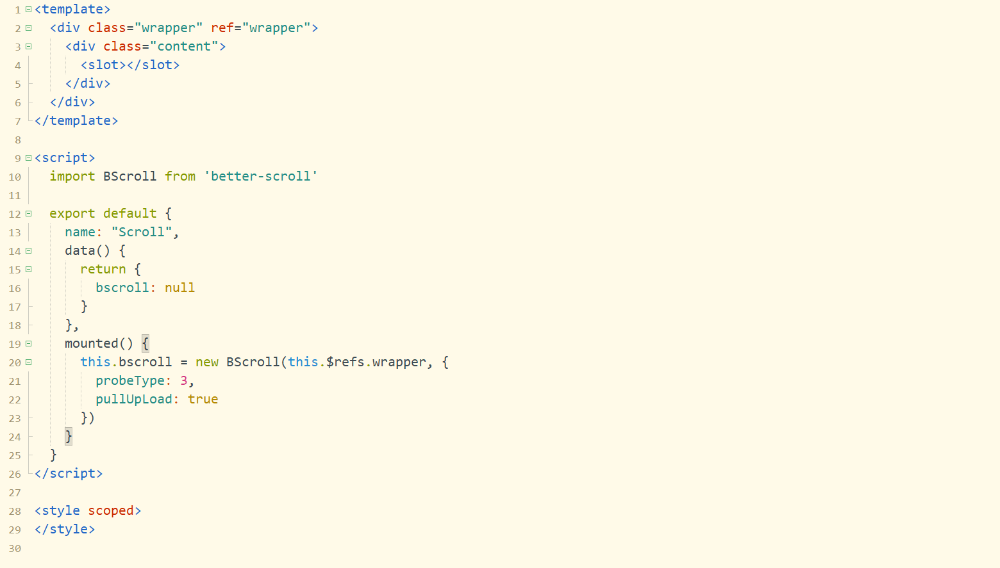 1 <template>
2   <div class="wrapper" ref="wrapper">
3     <div class="content">
4       <slot></slot>
5     </div>
6   </div>
7 </template>
8
9 <script>
10   import BScroll from 'better-scroll'
11
12   export default {
13     name: "Scroll",
14     data() {
15       return {
16         bscroll: null
17       }
18     },
19     mounted() {
20       this.bscroll = new BScroll(this.$refs.wrapper, {
21         probeType: 3,
22         pullUpLoad: true
23       })
24     }
25   }
26 </script>
27
28 <style scoped>
29 </style>
30